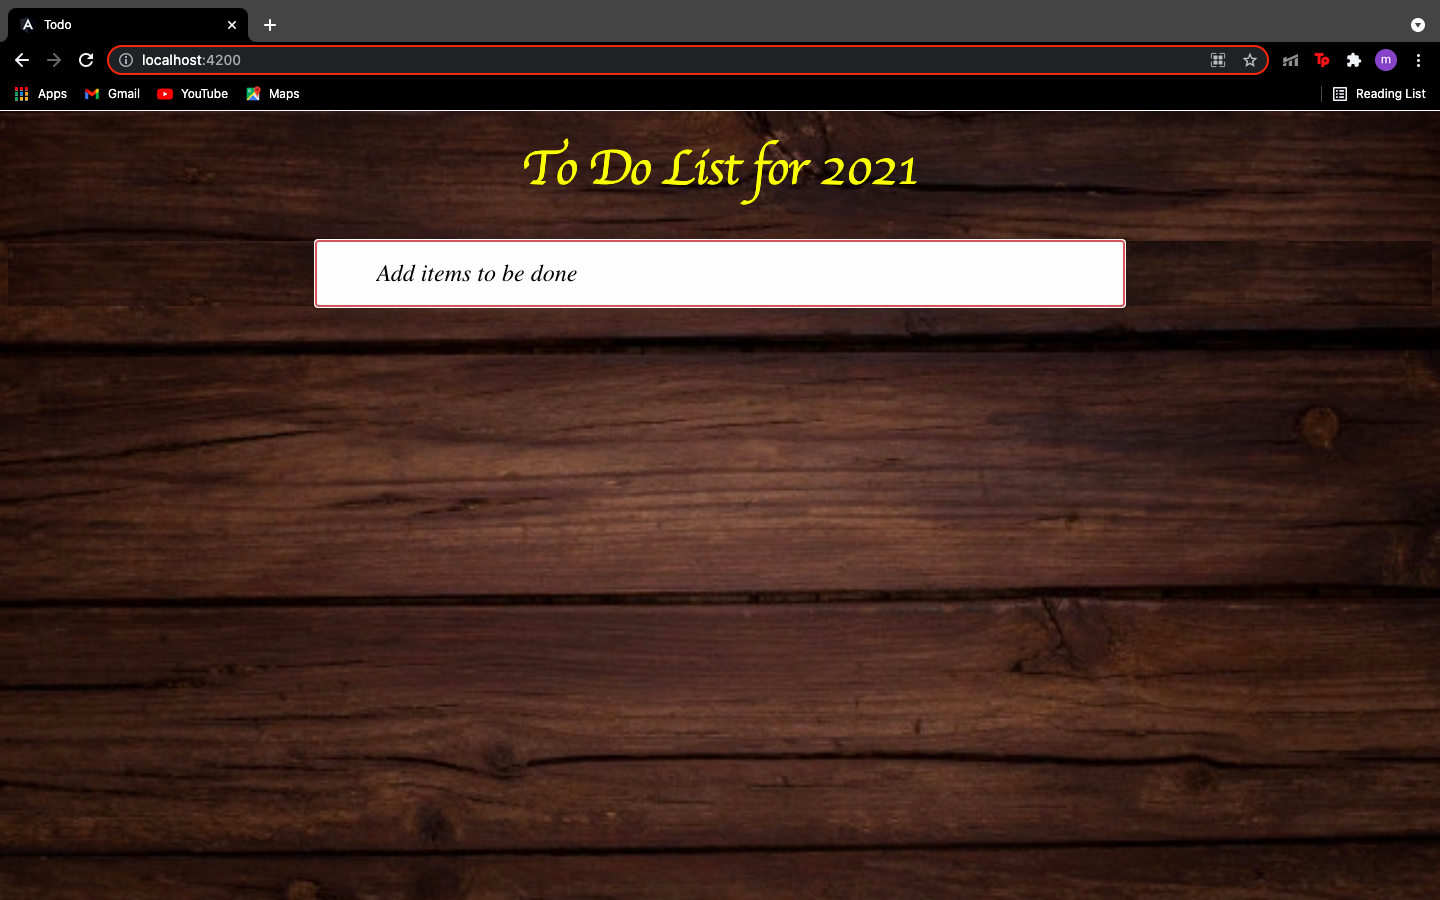 Todo
localhost:4200
Tp
m
Apps
Gmail
YouTube
Maps
Reading List
To Do List for 2021
Add items to be done